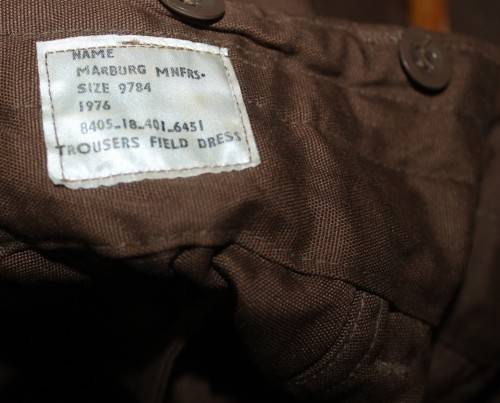 NAME
MARBURG MNFRS.
SIZE 9784
1976
8405-18-401-6451
TROUSERS FIELD DRESS